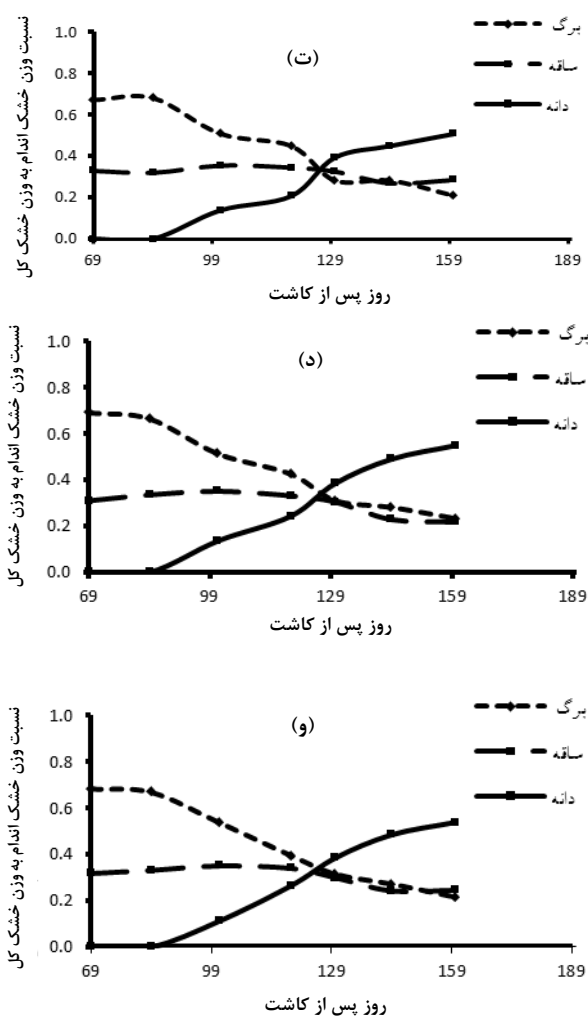 نسبت وزن خشک اندام به وزن خشک کل
(ت)
برگ
ساقه
دانه
1.0
0.8
0.6
0.4
0.2
0.0
69 99 129 159 189
روز پس از کاشت
نسبت وزن خشک اندام به وزن خشک کل
(د)
برگ
ساقه
دانه
1.0
0.8
0.6
0.4
0.2
0.0
69 99 129 159 189
روز پس از کاشت
نسبت وزن خشک اندام به وزن خشک کل
(و)
برگ
ساقه
دانه
1.0
0.8
0.6
0.4
0.2
0.0
69 99 129 159 189
روز پس از کاشت